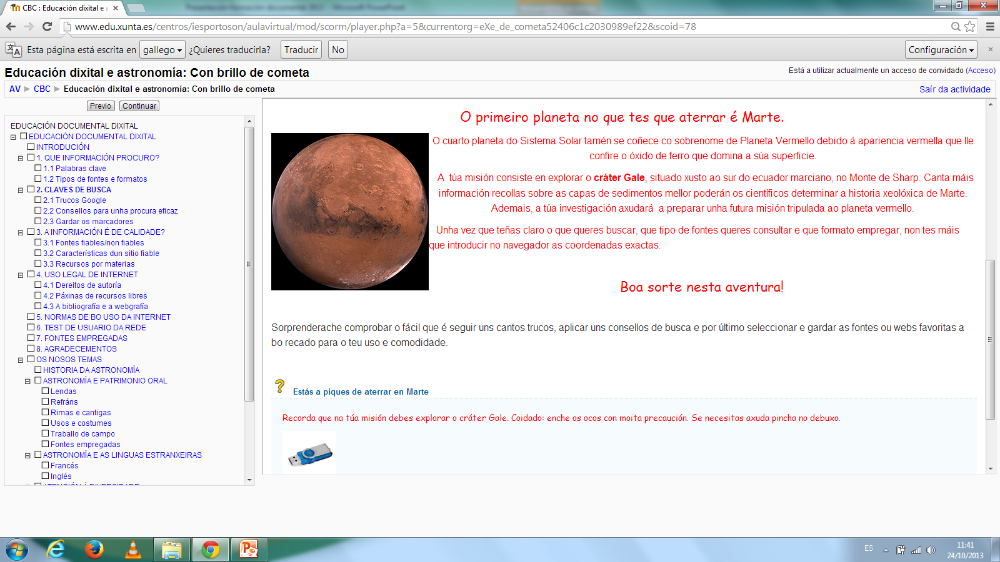 CBC : Educación dixital e a
www.edu.xunta.es/centros/iesportoson/aulavirtual/mod/scorm/player.php?a=5&currentorg=eXe_de_cometa52406c1c2030989ef22&scoid=78
Esta página está escrita en gallego ¿Quieres traducirla? Traducir No Configuración
Educación dixital e astronomía: Con brillo de cometa
Está a utilizar actualmente un acceso de convidado (Acceso)
AV ► CBC ► Educación dixital e astronomía: Con brillo de cometa
Saír da actividade
Previo Continuar
EDUCACIÓN DOCUMENTAL DIXITAL
EDUCACIÓN DOCUMENTAL DIXITAL
INTRODUCIÓN
1. QUE INFORMACIÓN PROCURO?
1.1 Palabras clave
1.2 Tipos de fontes e formatos
2. CLAVES DE BUSCA
2.1 Trucos Google
2.2 Consellos para unha procura eficaz
2.3 Gardar os marcadores
3. A INFORMACIÓN É DE CALIDADE?
3.1 Fontes fiables/non fiables
3.2 Características dun sitio fiable
3.3 Recursos por materias
4. USO LEGAL DE INTERNET
4.1 Dereitos de autoría
4.2 Páxinas de recursos libres
4.3 A bibliografía e a webgrafía
5. NORMAS DE BO USO DA INTERNET
6. TEST DE USUARIO DA REDE
7. FONTES EMPREGADAS
8. AGRADECEMENTOS
OS NOSOS TEMAS
HISTORIA DA ASTRONOMÍA
ASTRONOMÍA E PATRIMONIO ORAL
Lendas
Refráns
Rimas e cantigas
Usos e costumes
Traballo de campo
Fontes empregadas
ASTRONOMÍA E AS LINGUAS ESTRANXEIRAS
Francés
Inglés
ATENCIÓN Á DIVERSIDADE
O primeiro planeta no que tes que aterrar é Marte.
O cuarto planeta do Sistema Solar tamén se coñece co sobrenome de Planeta Vermello debido á apariencia vermella que lle
confire o óxido de ferro que domina a súa superficie.
A túa misión consiste en explorar o cráter Gale, situado xusto ao sur do ecuador marciano, no Monte de Sharp. Canta máis
información recollas sobre as capas de sedimentos mellor poderán os científicos determinar a historia xeolóxica de Marte.
Ademais, a túa investigación axudará a preparar unha futura misión tripulada ao planeta vermello.
Unha vez que teñas claro o que queres buscar, que tipo de fontes queres consultar e que formato empregar, non tes máis
que introducir no navegador as coordenadas exactas.
Boa sorte nesta aventura!
Sorprenderache comprobar o fácil que é seguir uns cantos trucos, aplicar uns consellos de busca e por último seleccionar e gardar as fontes ou webs favoritas a
bo recado para o teu uso e comodidade.
Estás a piques de aterrar en Marte
Recorda que na túa misión debes explorar o cráter Gale. Coidado: enche os ocos con moita precaución. Se necesitas axuda pincha no debuxo.
ES
11:41
24/10/2013